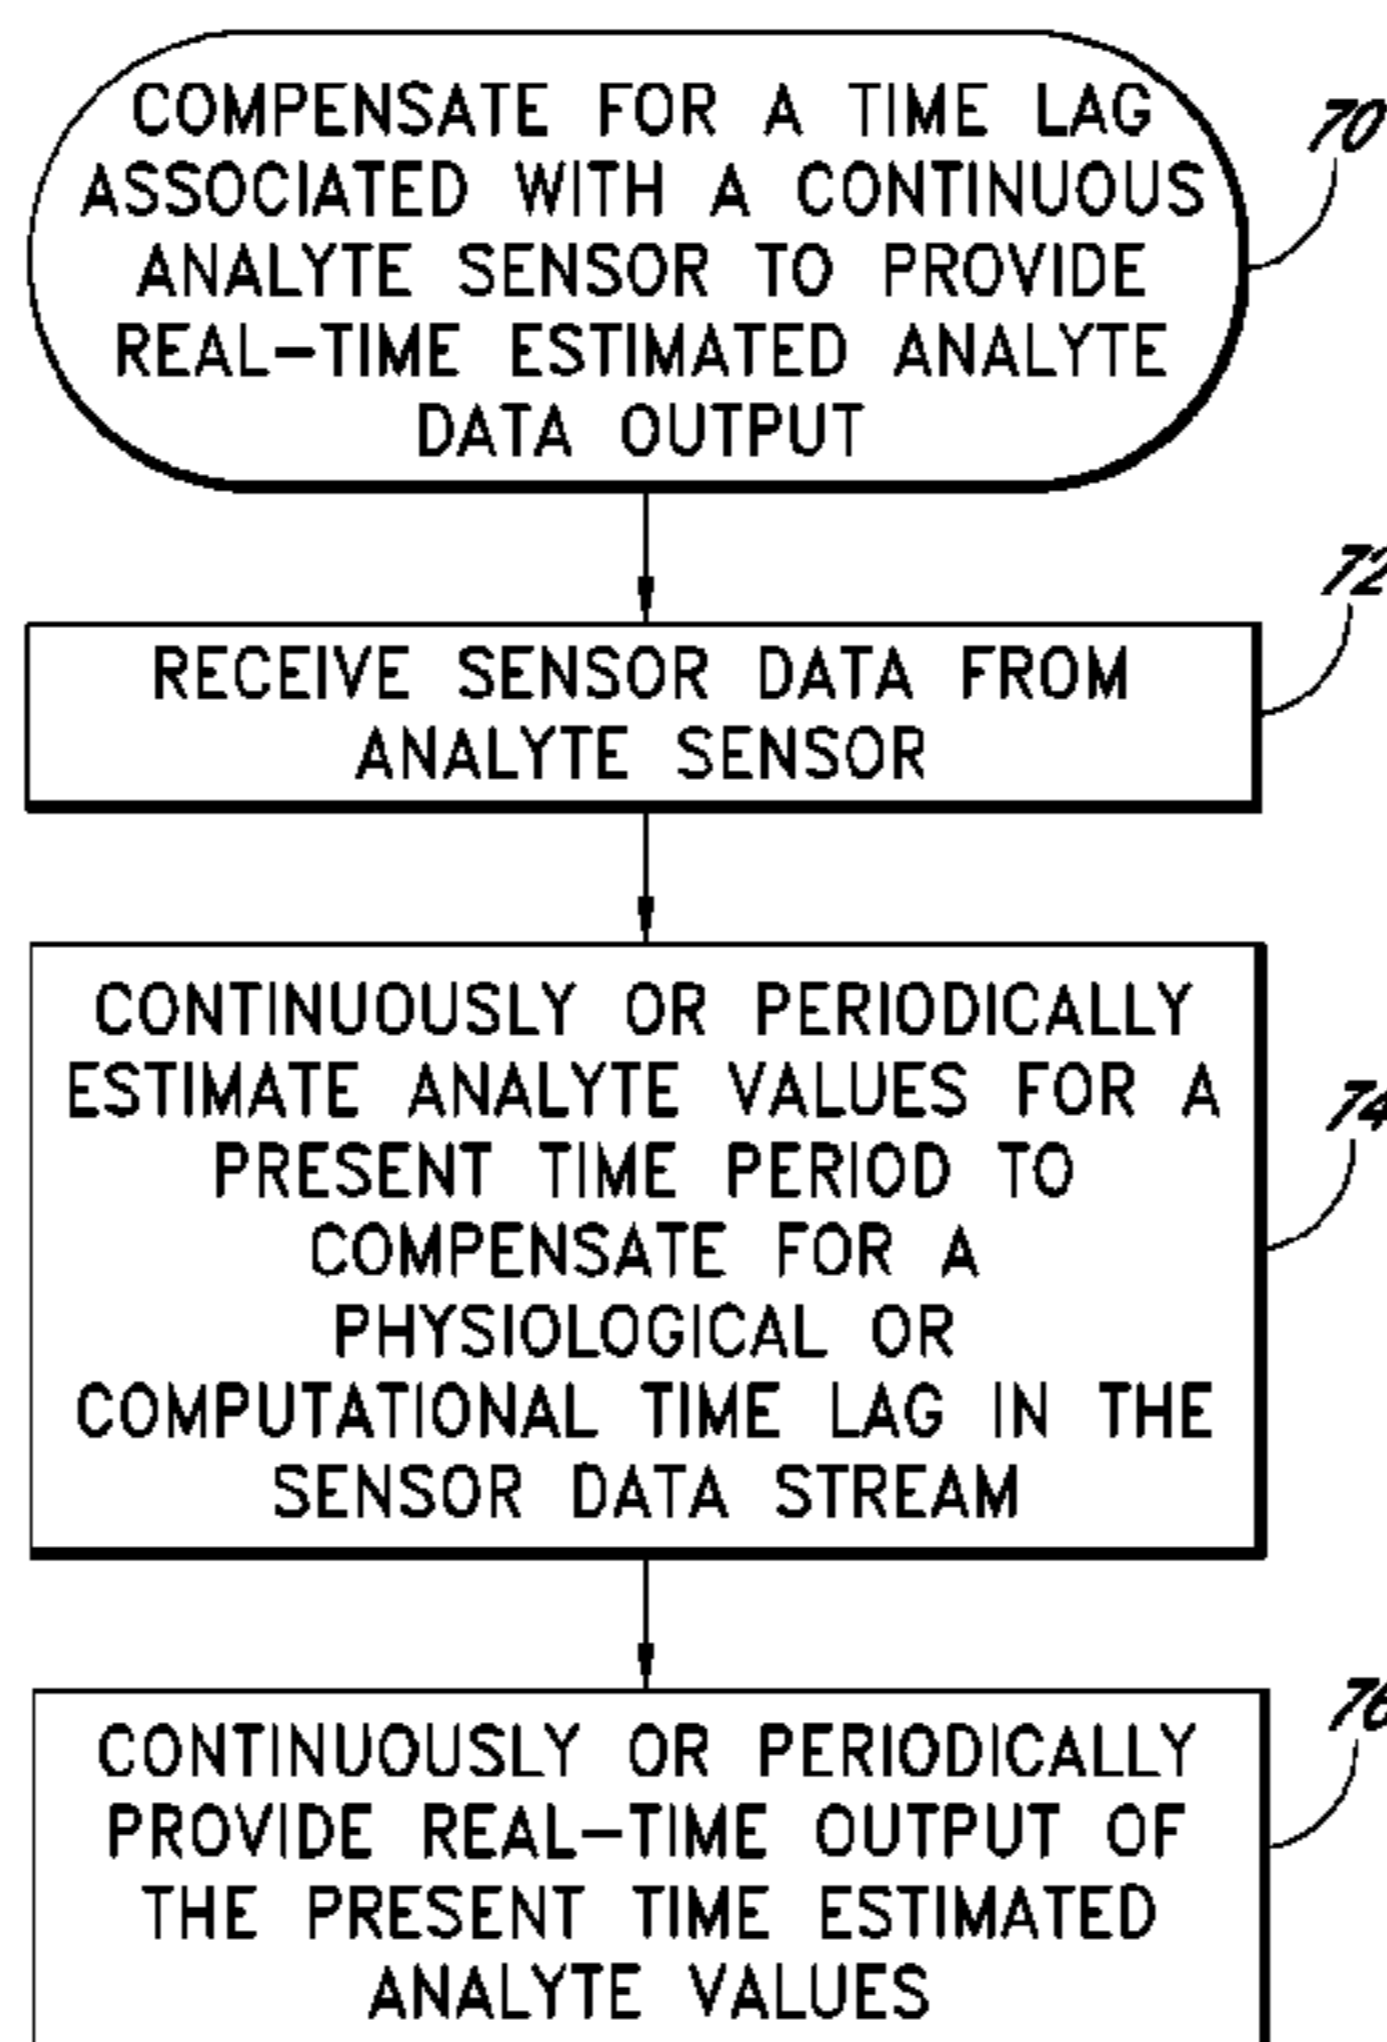 COMPENSATE FOR A TIME LAG
ASSOCIATED WITH A CONTINUOUS
ANALYTE SENSOR TO PROVIDE
REAL-TIME ESTIMATED ANALYTE
DATA OUTPUT
70
72
RECEIVE SENSOR DATA FROM
ANALYTE SENSOR
CONTINUOUSLY OR PERIODICALLY
ESTIMATE ANALYTE VALUES FOR A
PRESENT TIME PERIOD TO
COMPENSATE FOR A
PHYSIOLOGICAL OR
COMPUTATIONAL TIME LAG IN THE
SENSOR DATA STREAM
74
76
CONTINUOUSLY OR PERIODICALLY
PROVIDE REAL-TIME OUTPUT OF
THE PRESENT TIME ESTIMATED
ANALYTE VALUES